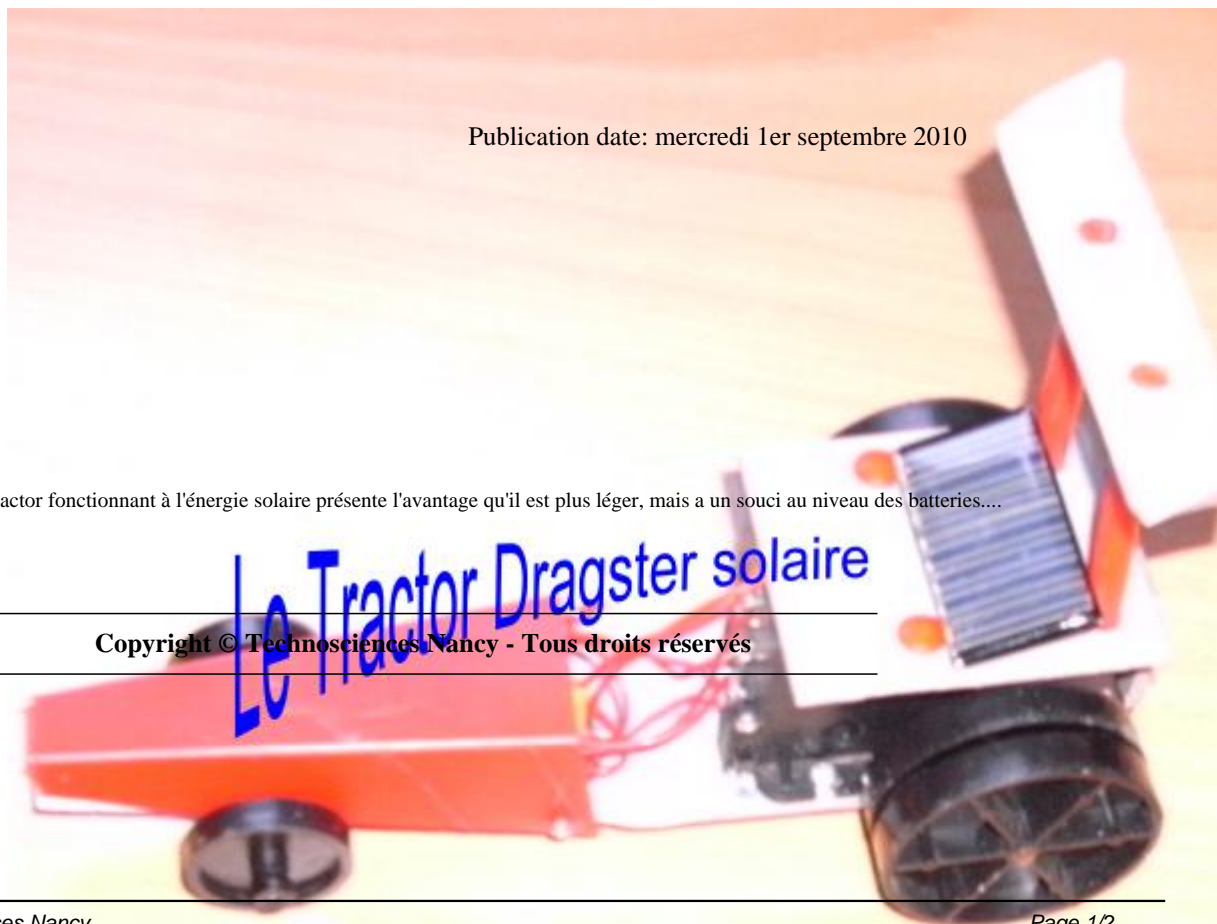 Publication date: mercredi 1er septembre 2010
actor fonctionnant à l'énergie solaire présente l'avantage qu'il est plus léger, mais a un souci au niveau des batteries....
Le Tractor Dragster solaire
Copyright © Technosciences Nancy - Tous droits réservés
ces Nancy
Page 1/2